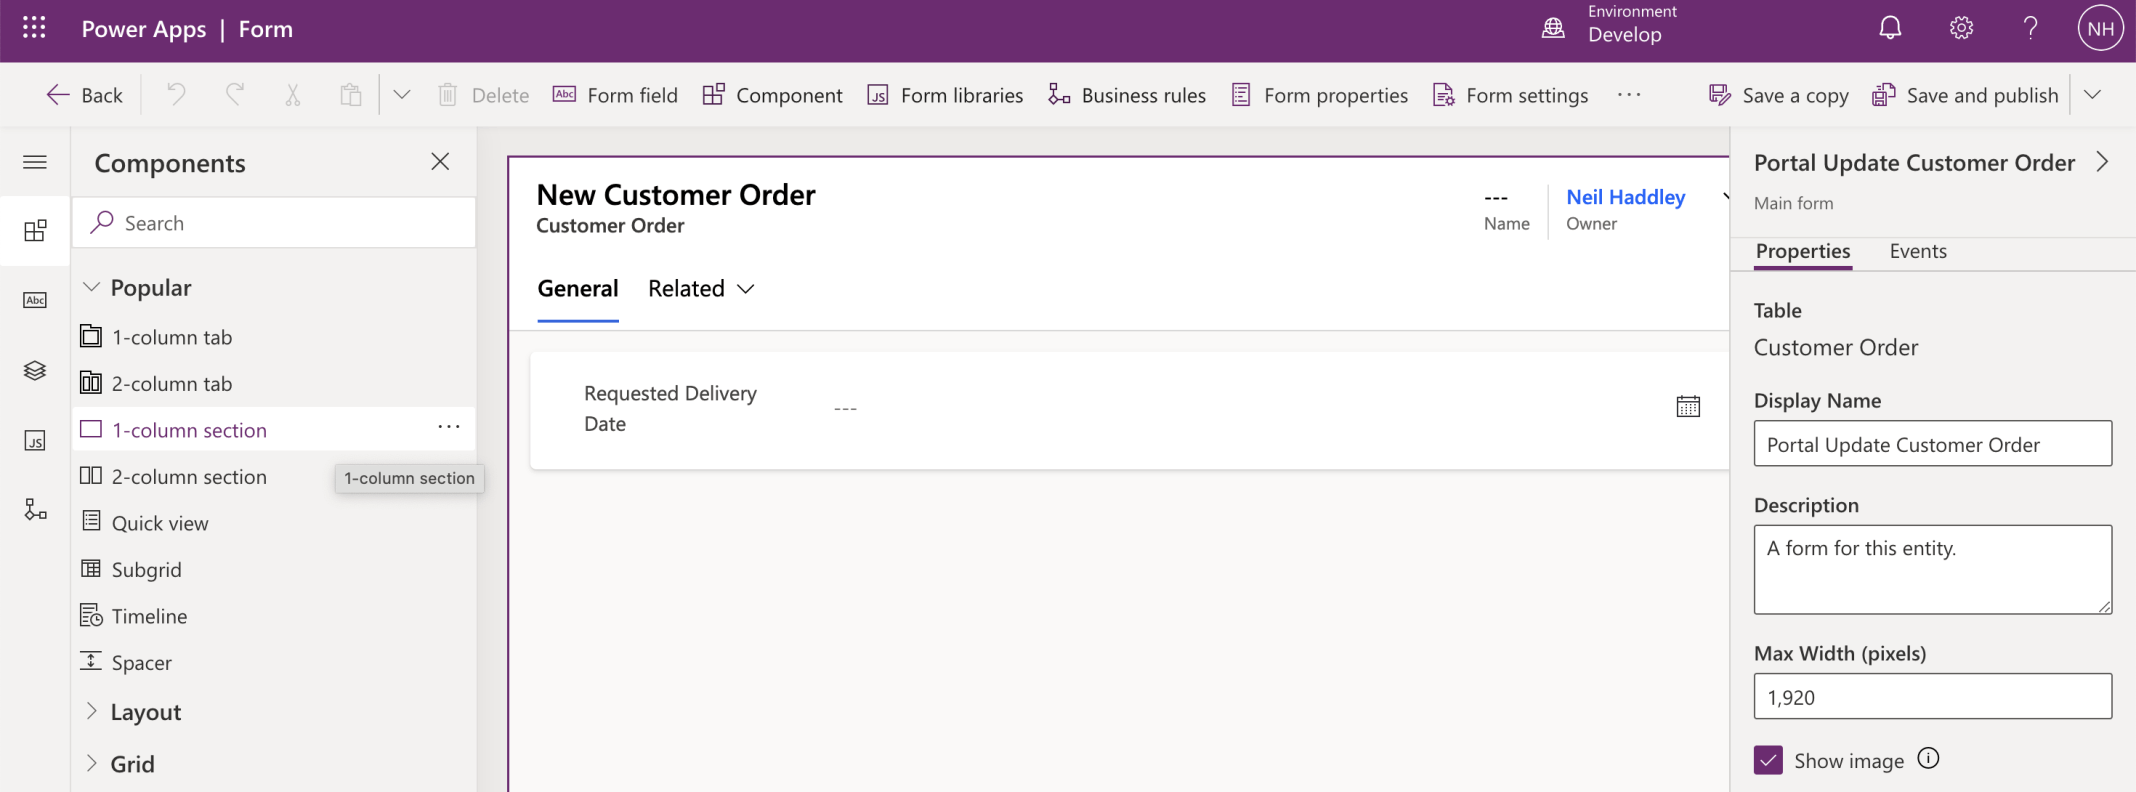 Power Apps | Form
Environment
Develop
NH
Back
Delete
Abc
Form field
Component
JS
Form libraries
Business rules
Form properties
Form settings
...
Save a copy
Save and publish
Components
Search
Popular
1-column tab
2-column tab
1-column section
...
2-column section
1-column section
Quick view
Subgrid
Timeline
Spacer
Layout
Grid
Abc
JS
New Customer Order
Customer Order
---
Name
Neil Haddley
Owner
General
Related
Requested Delivery
Date
---
Portal Update Customer Order
Main form
Properties
Events
Table
Customer Order
Display Name
Portal Update Customer Order
Description
A form for this entity.
Max Width (pixels)
1,920
Show image